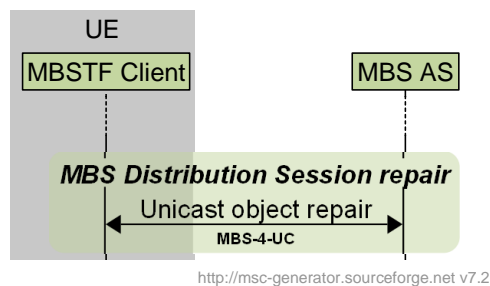 UE
MBSTF Client MBS AS
MBS Distribution Session repair
Unicast object repair
MBS-4-UC
http://msc-generator.sourceforge.net v7.2